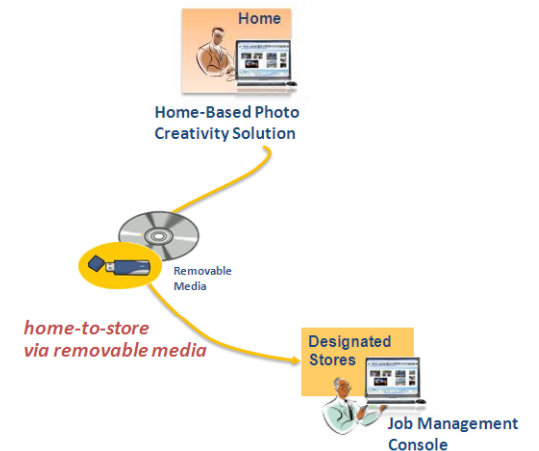 Home
Home-Based Photo
Creativity Solution
Removable
Media
home-to-store
via removable media
Designated
Stores
Job Management
Console